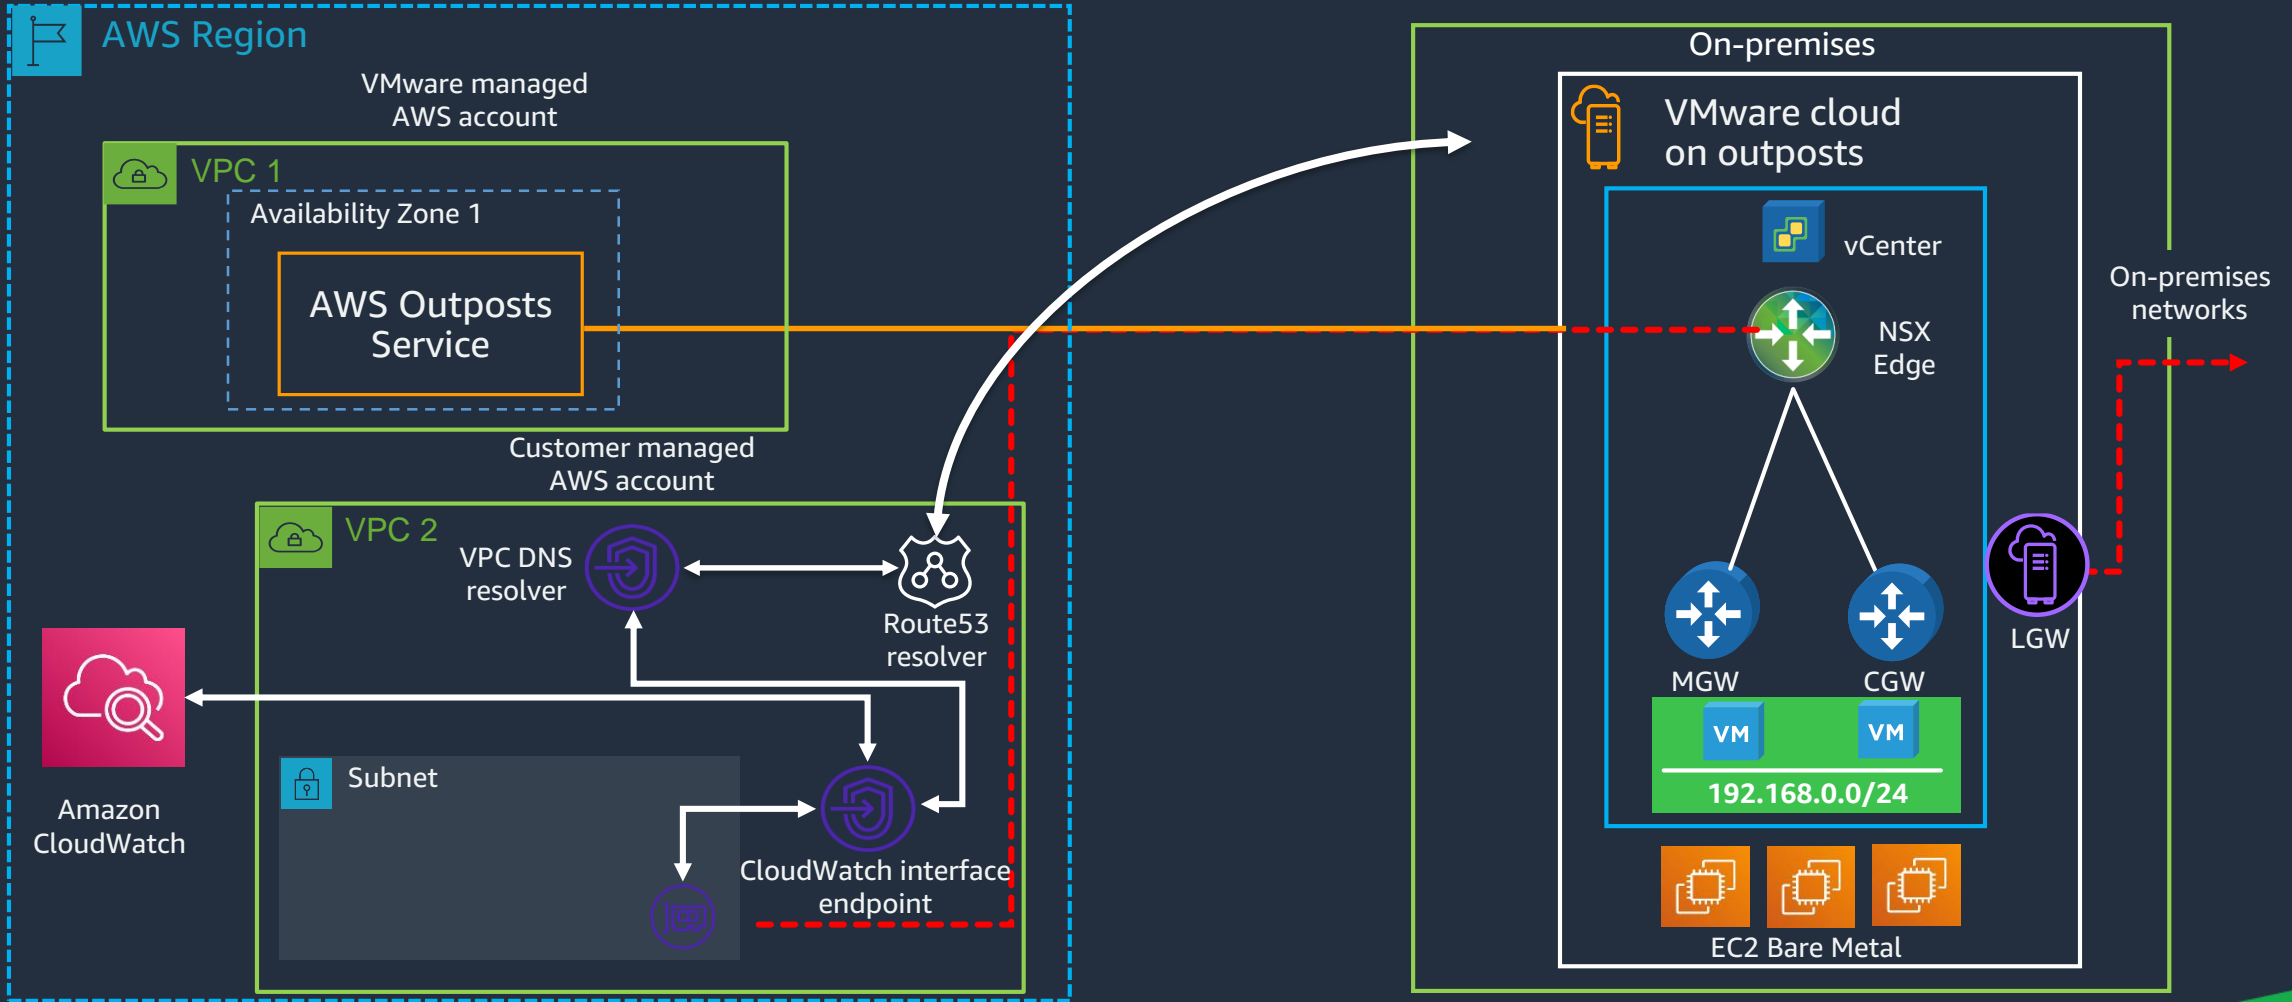 AWS Region
VMware managed
AWS account
VPC 1
Availability Zone 1
AWS Outposts
Service
Customer managed
AWS account
VPC 2
VPC DNS
resolver
Route53
resolver
Amazon
CloudWatch
Subnet
CloudWatch interface
endpoint
On-premises
VMware cloud
on outposts
vCenter
NSX
Edge
On-premises
networks
LGW
MGW
CGW
VM
VM
192.168.0.0/24
EC2 Bare Metal